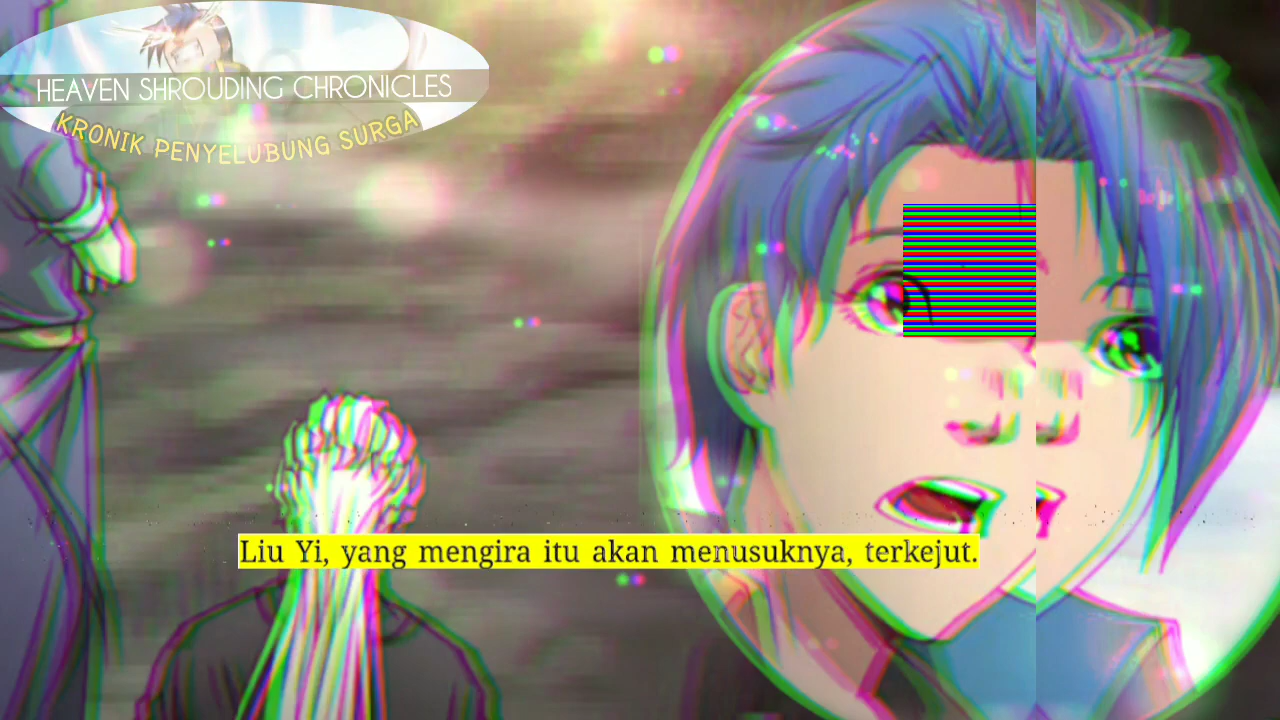 HEAVEN SHROUDING CHRONICLES
KRONIK PENYELUBUNG SURGA
Liu Yi, yang mengira itu akan menusuknya, terkejut.